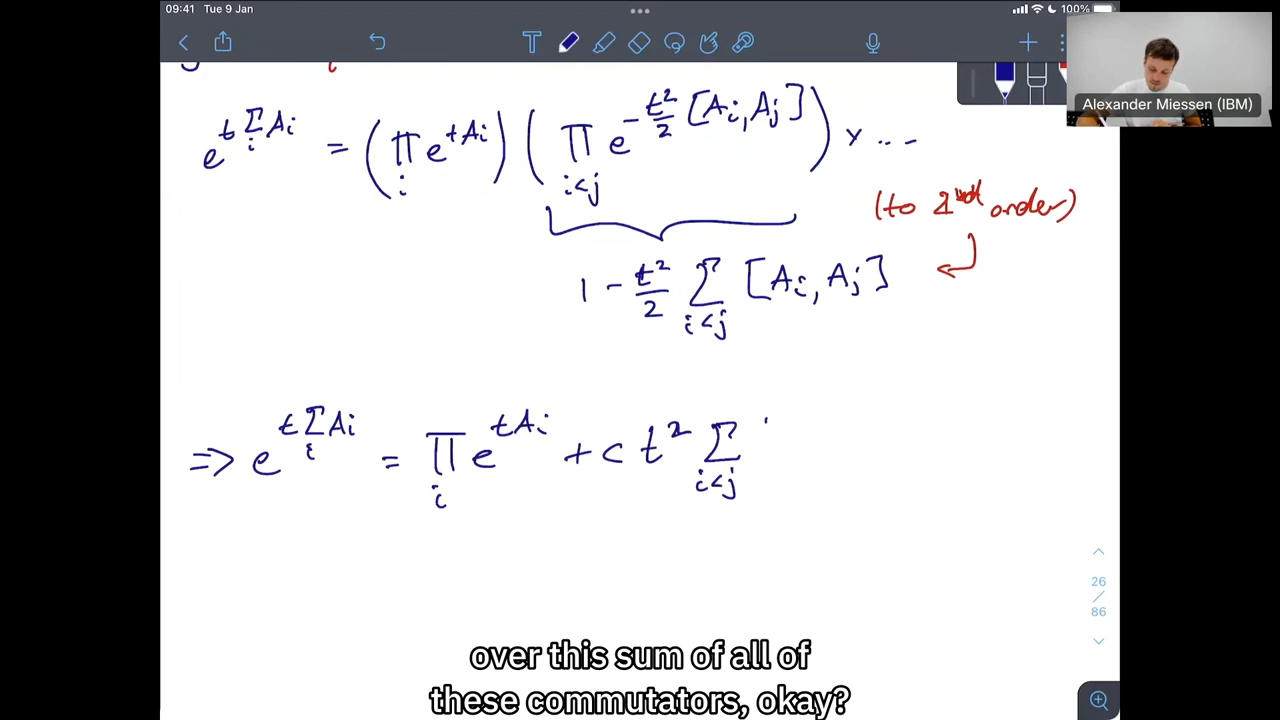 09:41 Tue 9 Jan
100%
Alexander Miessen (IBM)
e^{t Σ_i A_i} = (∏_i e^{tA_i}) (∏_{i<j} e^{-t²/2 [A_i, A_j]}) × ...
(to 2nd order)
1 - t²/2 Σ_{i<j} [A_i, A_j]
=> e^{t Σ_i A_i} = ∏_i e^{tA_i} + c t² Σ_{i<j}
26
/
86
over this sum of all of
these commutators, okay?